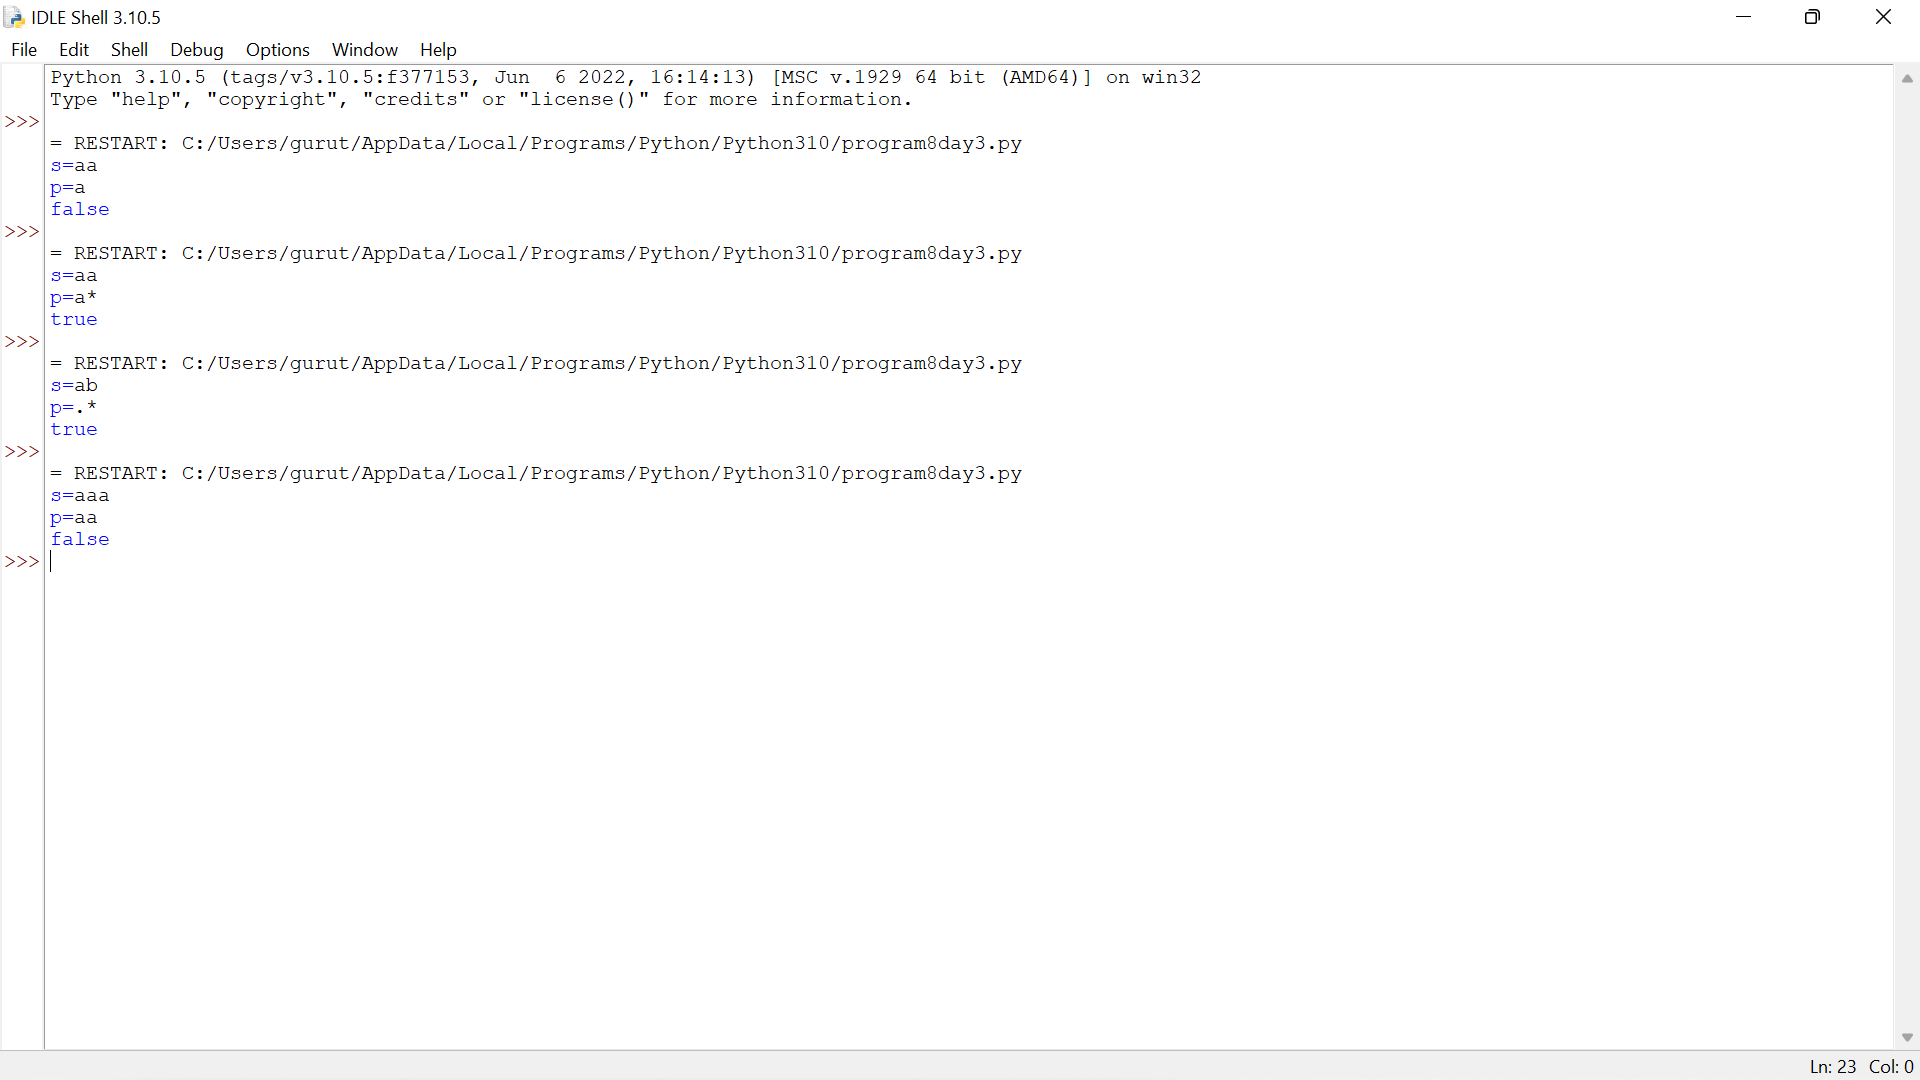 IDLE Shell 3.10.5
File Edit Shell Debug Options Window Help
Python 3.10.5 (tags/v3.10.5:f377153, Jun  6 2022, 16:14:13) [MSC v.1929 64 bit (AMD64)] on win32
Type "help", "copyright", "credits" or "license()" for more information.
>>>
= RESTART: C:/Users/gurut/AppData/Local/Programs/Python/Python310/program8day3.py
s=aa
p=a
false
>>>
= RESTART: C:/Users/gurut/AppData/Local/Programs/Python/Python310/program8day3.py
s=aa
p=a*
true
>>>
= RESTART: C:/Users/gurut/AppData/Local/Programs/Python/Python310/program8day3.py
s=ab
p=.*
true
>>>
= RESTART: C:/Users/gurut/AppData/Local/Programs/Python/Python310/program8day3.py
s=aaa
p=aa
false
>>>
Ln: 23 Col: 0